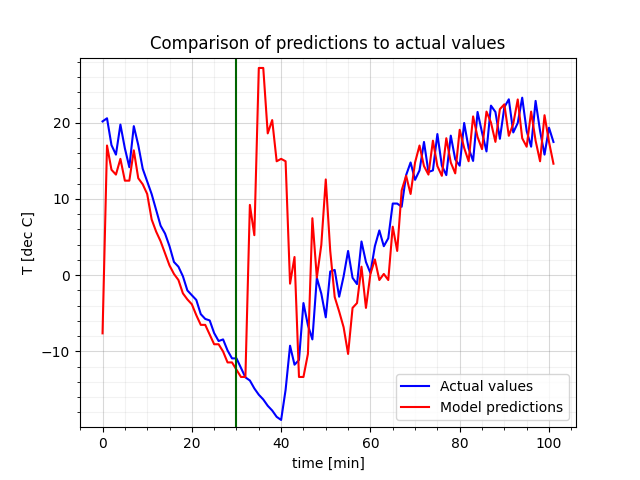 Comparison of predictions to actual values
T [dec C]
20
10
0
−10
0
20
40
60
80
100
time [min]
Actual values
Model predictions